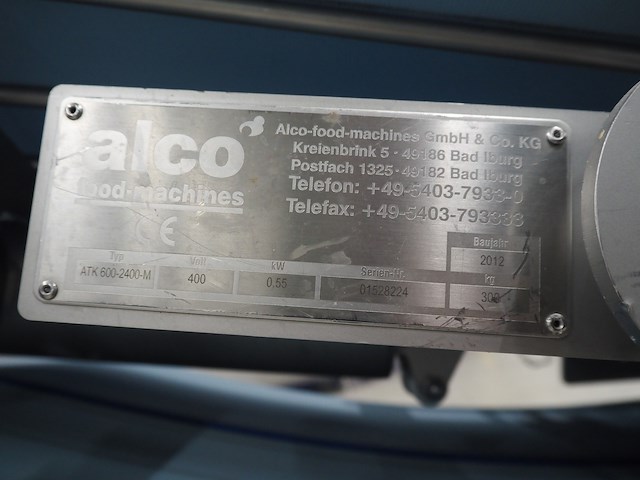 alco
food-machines
CE
Alco-food-machines GmbH & Co. KG
Kreienbrink 5 · 49186 Bad Iburg
Postfach 1325 · 49182 Bad Iburg
Telefon: +49-5403-7933-0
Telefax: +49-5403-793333
Baujahr
2012
Typ Volt kW Serien-Nr. kg
ATK 600-2400-M 400 0,55 01528224